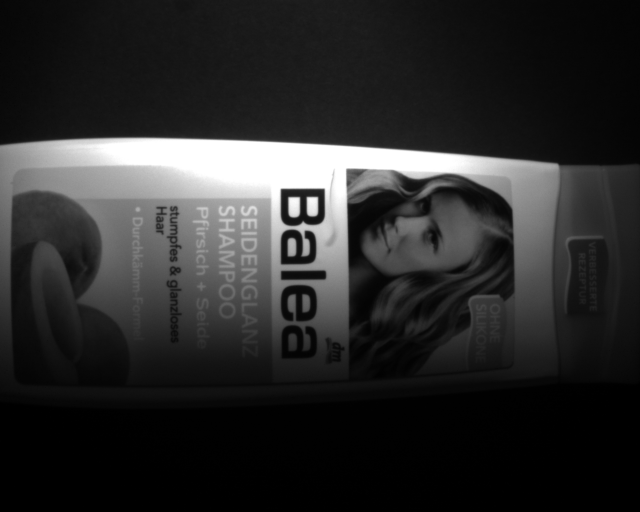 VERBESSERTE
REZEPTUR
OHNE
SILIKONE
dm
Balea
SEIDENGLANZ
SHAMPOO
Pfirsich + Seide
stumpfes & glanzloses
Haar
• Durchkämm-Formel